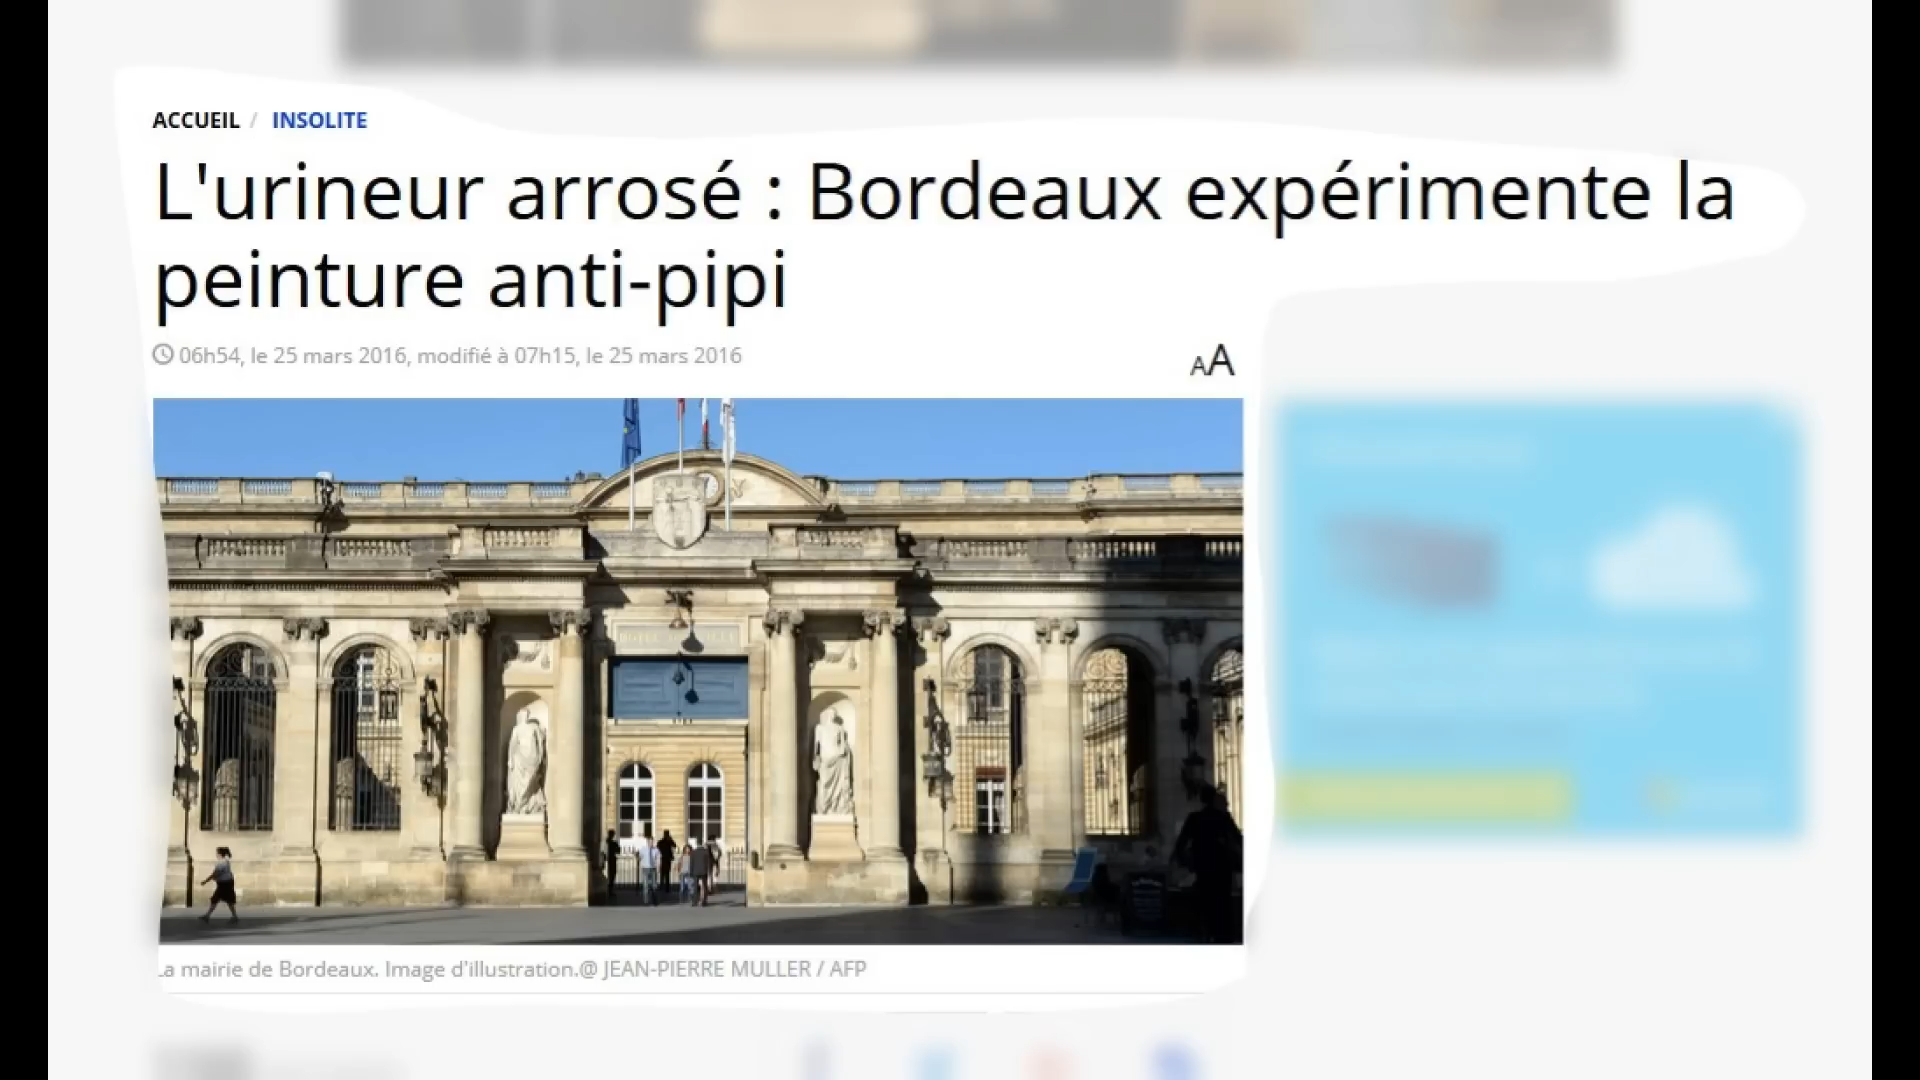 ACCUEIL / INSOLITE
L'urineur arrosé : Bordeaux expérimente la
peinture anti-pipi
06h54, le 25 mars 2016, modifié à 07h15, le 25 mars 2016
AA
La mairie de Bordeaux. Image d'illustration.@ JEAN-PIERRE MULLER / AFP